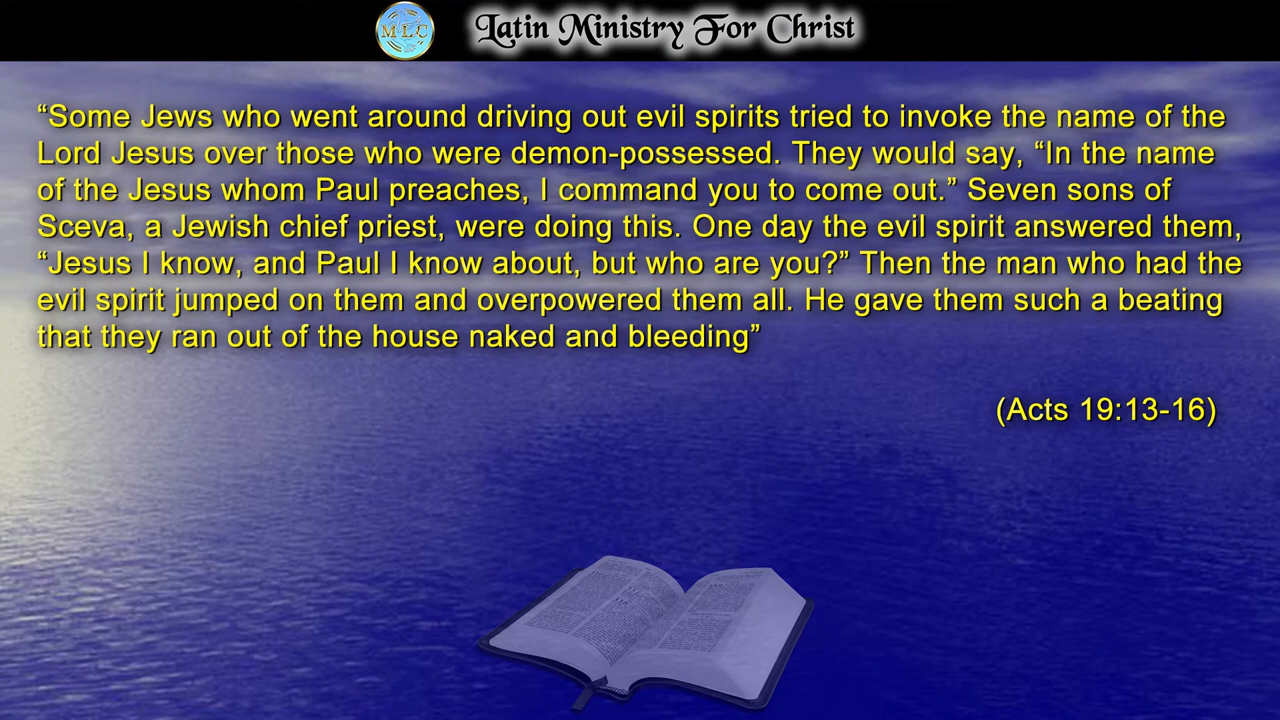 MLC
Latin Ministry For Christ
“Some Jews who went around driving out evil spirits tried to invoke the name of the
Lord Jesus over those who were demon-possessed. They would say, “In the name
of the Jesus whom Paul preaches, I command you to come out.” Seven sons of
Sceva, a Jewish chief priest, were doing this. One day the evil spirit answered them,
“Jesus I know, and Paul I know about, but who are you?” Then the man who had the
evil spirit jumped on them and overpowered them all. He gave them such a beating
that they ran out of the house naked and bleeding”
(Acts 19:13-16)